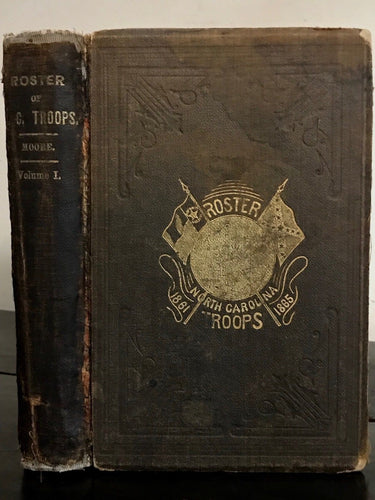 ROSTER
OF
C. TROOPS.
MOORE.
Volume I.
ROSTER
NORTH CAROLINA
1861 1865
TROOPS